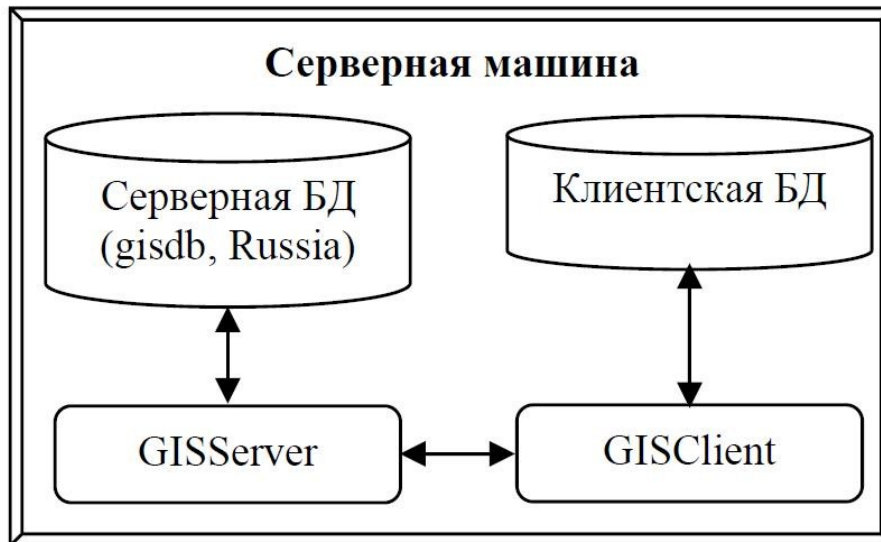 Серверная машина
Серверная БД
(gisdb, Russia)
Клиентская БД
GISServer
GISClient